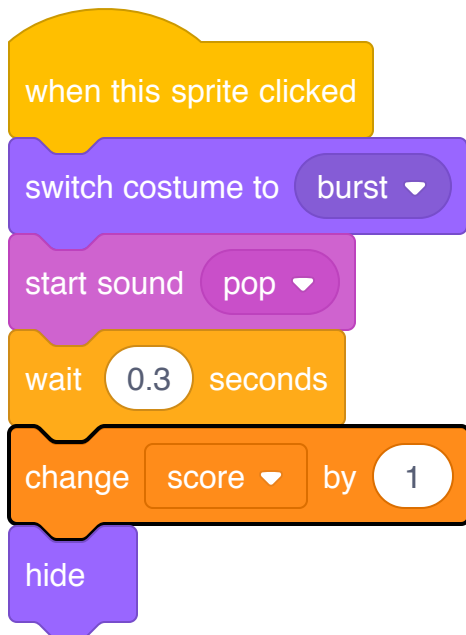 when this sprite clicked
switch costume to burst
start sound pop
wait 0.3 seconds
change score by 1
hide